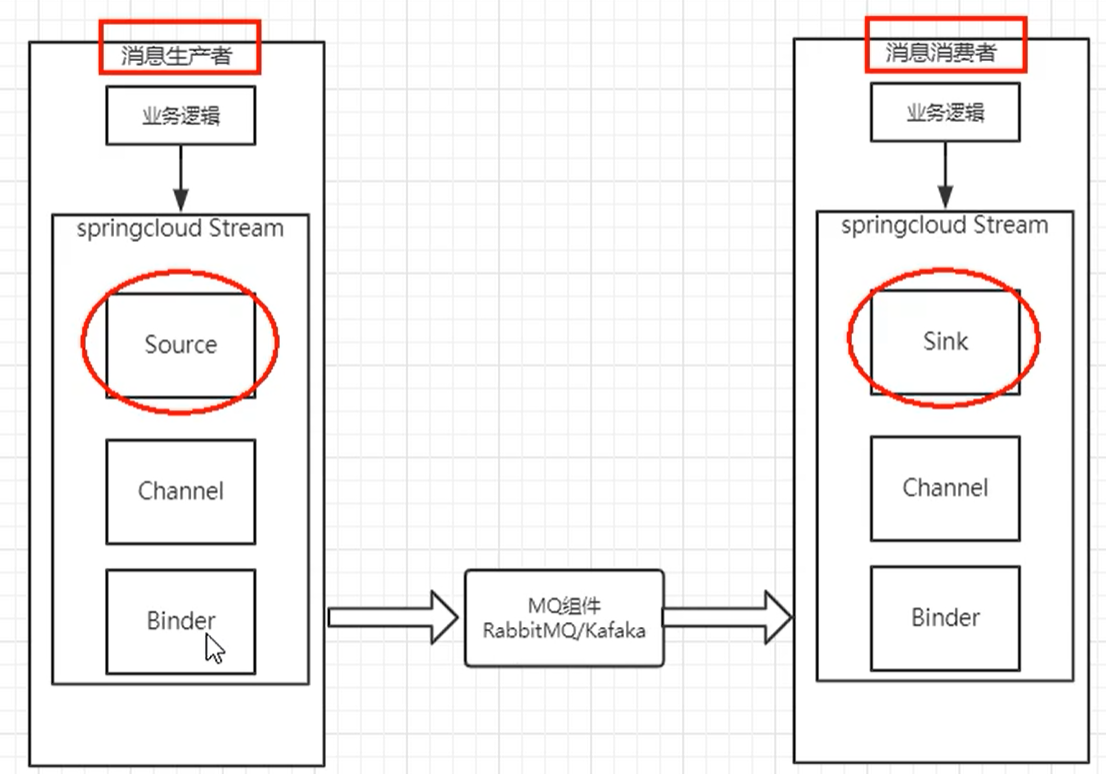 消息生产者
业务逻辑
springcloud Stream
Source
Channel
Binder
MQ组件
RabbitMQ/Kafaka
消息消费者
业务逻辑
springcloud Stream
Sink
Channel
Binder